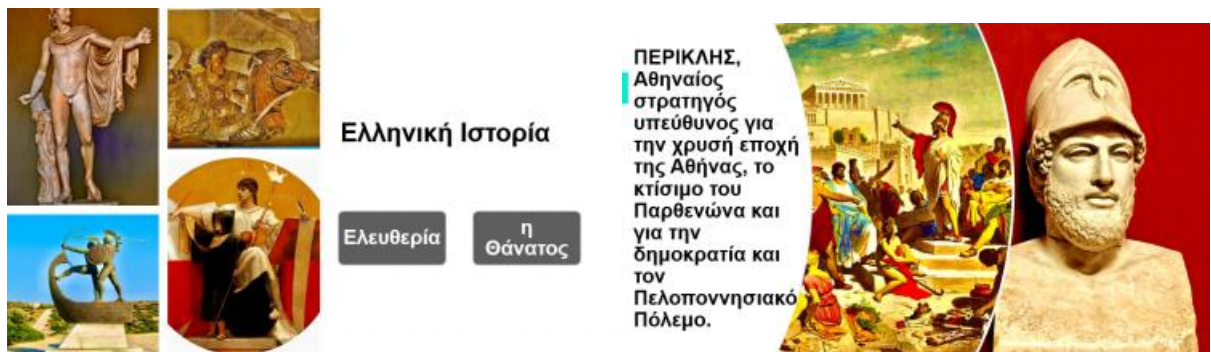 Ελληνική Ιστορία
Ελευθερία
η
Θάνατος
ΠΕΡΙΚΛΗΣ,
Αθηναίος
στρατηγός
υπεύθυνος για
την χρυσή εποχή
της Αθήνας, το
κτίσιμο του
Παρθενώνα και
για την
δημοκρατία και
τον
Πελοποννησιακό
Πόλεμο.